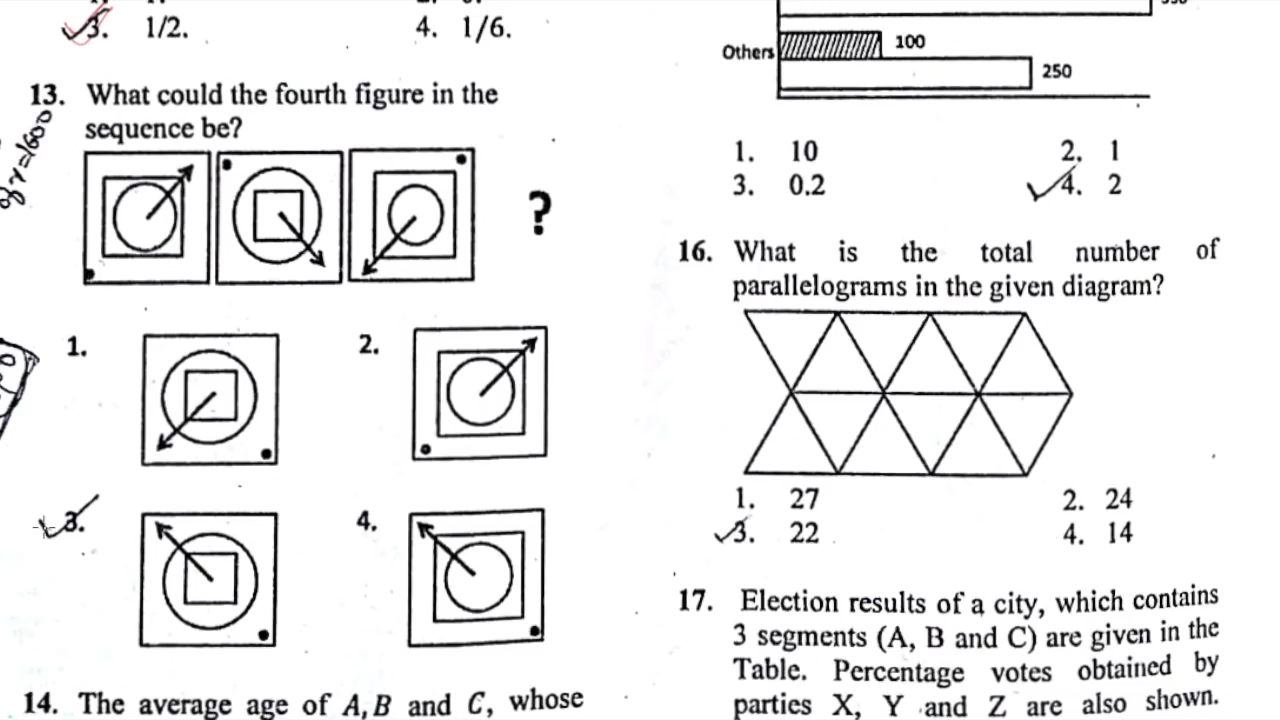 3. 1/2.
4. 1/6.
13. What could the fourth figure in the
sequence be?
?
1.
2.
3.
4.
14. The average age of A, B and C, whose
Others
100
250
1. 10
2. 1
3. 0.2
4. 2
16. What is the total number of
parallelograms in the given diagram?
1. 27
2. 24
3. 22
4. 14
17. Election results of a city, which contains
3 segments (A, B and C) are given in the
Table. Percentage votes obtained by
parties X, Y and Z are also shown.